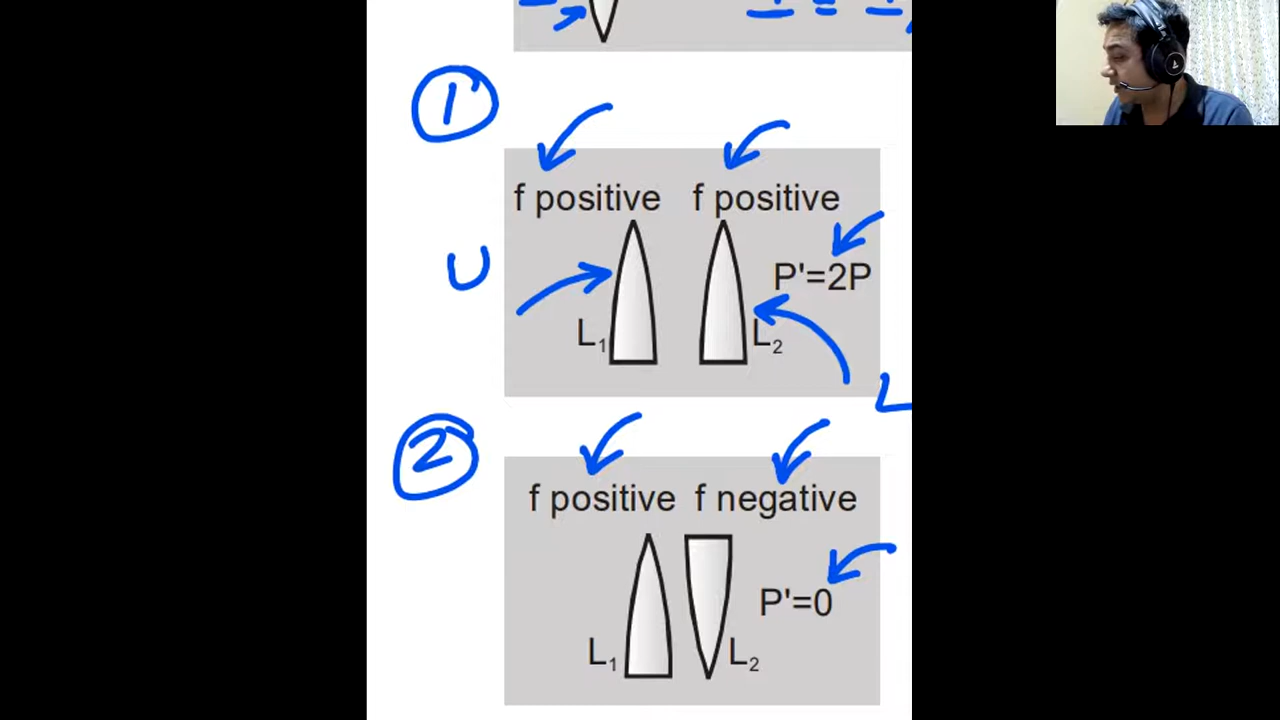 1
f positive f positive
U
P'=2P
L₁ L₂
L
2
f positive f negative
P'=0
L₁ L₂